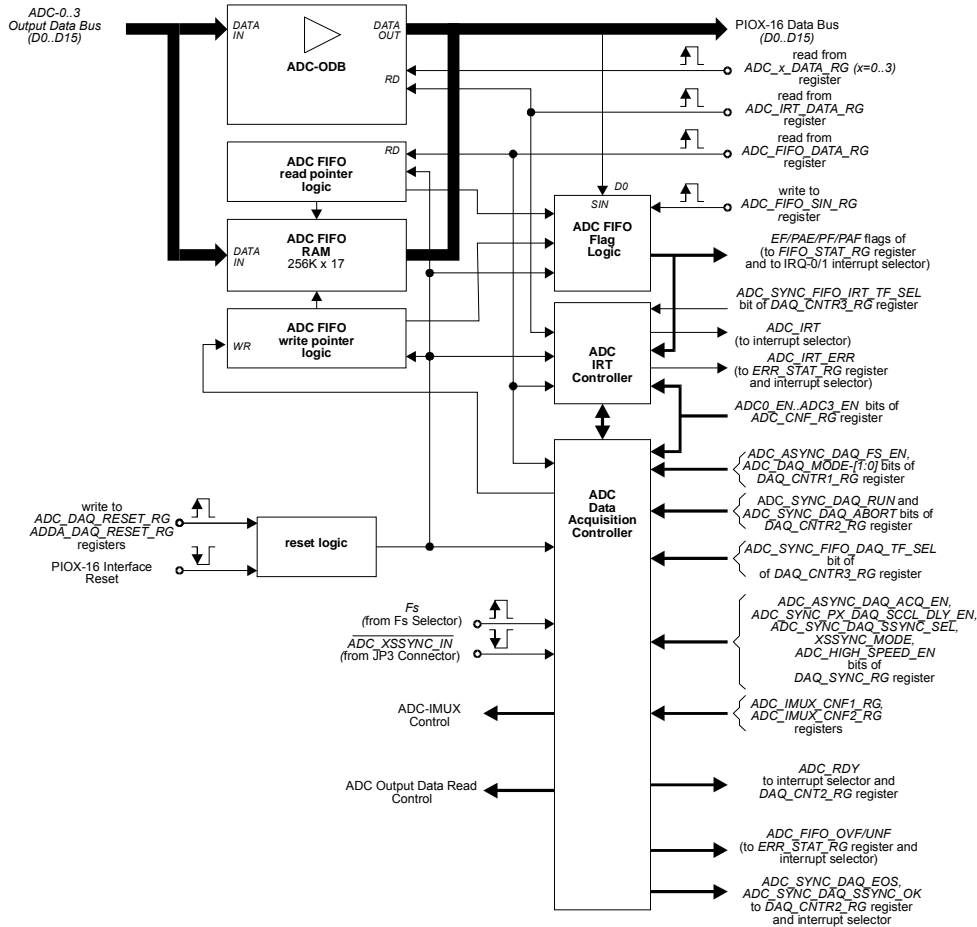 ADC-0..3
Output Data Bus
(D0..D15)
DATA
IN
DATA
OUT
ADC-ODB
RD
PIOX-16 Data Bus
(D0..D15)
read from
ADC_x_DATA_RG (x=0..3)
register
read from
ADC_IRT_DATA_RG
register
read from
ADC_FIFO_DATA_RG
register
ADC FIFO
read pointer
logic
RD
D0
SIN
write to
ADC_FIFO_SIN_RG
register
ADC FIFO
RAM
256K x 17
DATA
IN
ADC FIFO
Flag
Logic
EF/PAE/PF/PAF flags of
(to FIFO_STAT_RG register
and to IRQ-0/1 interrupt selector)
ADC FIFO
write pointer
logic
WR
ADC
IRT
Controller
ADC_SYNC_FIFO_IRT_TF_SEL
bit of DAQ_CNTR3_RG register
ADC_IRT
(to interrupt selector)
ADC_IRT_ERR
(to ERR_STAT_RG register
and interrupt selector)
ADC0_EN..ADC3_EN bits of
ADC_CNF_RG register
ADC
Data
Acquisition
Controller
ADC_ASYNC_DAQ_FS_EN,
ADC_DAQ_MODE-[1:0] bits of
DAQ_CNTR1_RG register
ADC_SYNC_DAQ_RUN and
ADC_SYNC_DAQ_ABORT bits of
DAQ_CNTR2_RG register
write to
ADC_DAQ_RESET_RG
ADDA_DAQ_RESET_RG
registers
PIOX-16 Interface
Reset
reset logic
ADC_SYNC_FIFO_DAQ_TF_SEL
bit of
of DAQ_CNTR3_RG register
Fs
(from Fs Selector)
ADC_XSSYNC_IN
(from JP3 Connector)
ADC_ASYNC_DAQ_ACQ_EN,
ADC_SYNC_PX_DAQ_SCCL_DLY_EN,
ADC_SYNC_DAQ_SSYNC_SEL,
XSSYNC_MODE,
ADC_HIGH_SPEED_EN
bits of
DAQ_SYNC_RG register
ADC-IMUX
Control
ADC_IMUX_CNF1_RG,
ADC_IMUX_CNF2_RG
registers
ADC Output Data Read
Control
ADC_RDY
to interrupt selector and
DAQ_CNT2_RG register
ADC_FIFO_OVF/UNF
(to ERR_STAT_RG register and
interrupt selector)
ADC_SYNC_DAQ_EOS,
ADC_SYNC_DAQ_SSYNC_OK
to DAQ_CNTR2_RG register
and interrupt selector